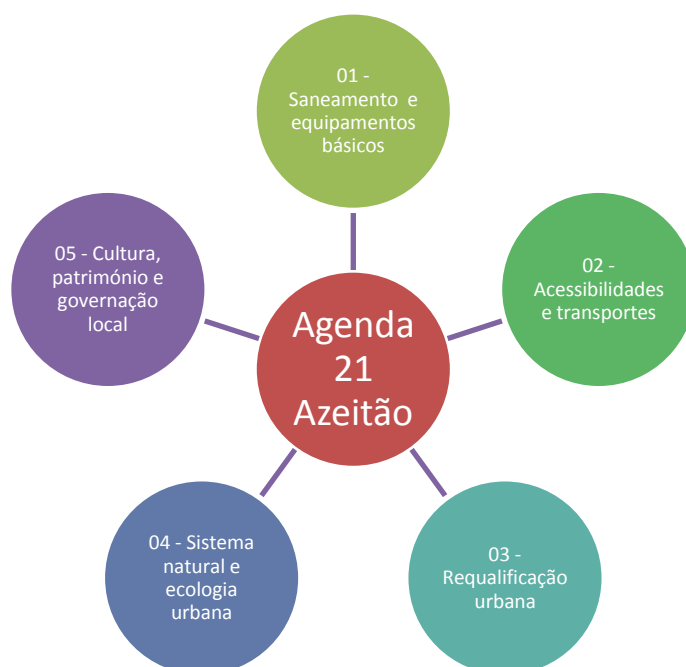 01 -
Saneamento e
equipamentos
básicos
02 -
Acessibilidades
e transportes
03 -
Requalificação
urbana
04 - Sistema
natural e
ecologia
urbana
05 - Cultura,
património e
governação
local
Agenda
21
Azeitão